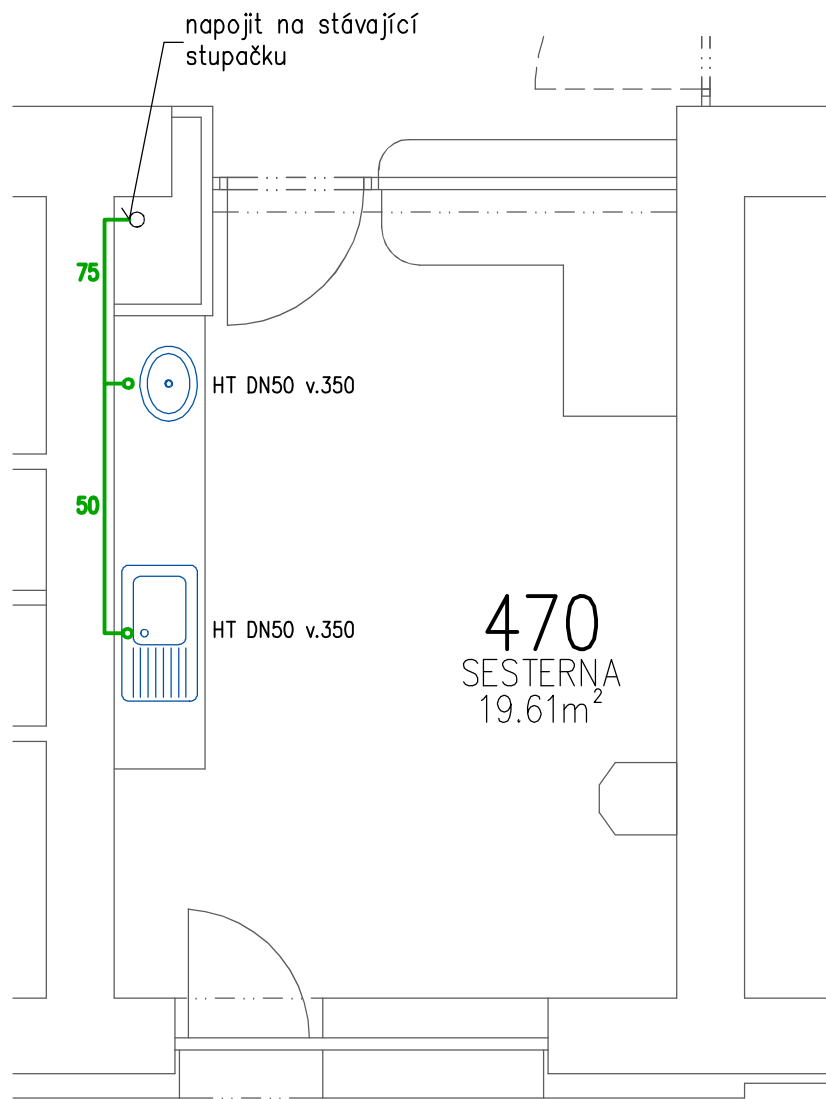 napojit na stávající
stupačku
75
HT DN50 v.350
50
HT DN50 v.350
470
SESTERNA
19.61m²